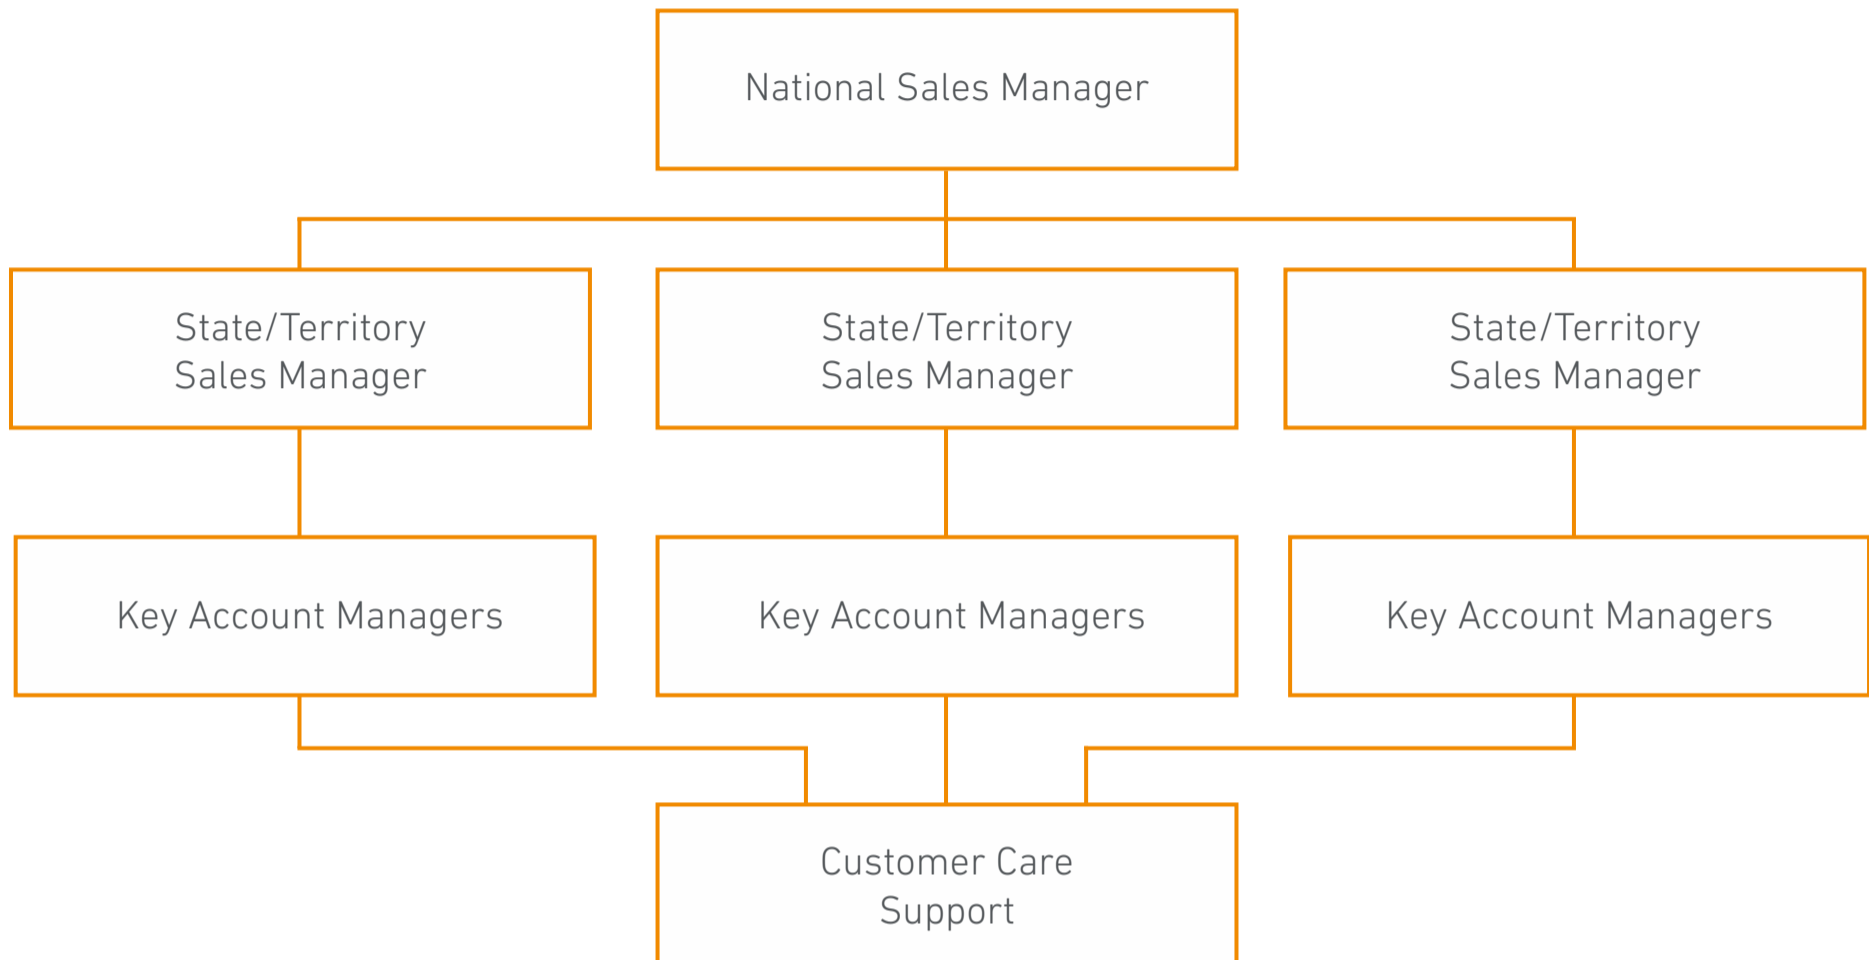 National Sales Manager
State/Territory
Sales Manager
State/Territory
Sales Manager
State/Territory
Sales Manager
Key Account Managers
Key Account Managers
Key Account Managers
Customer Care
Support